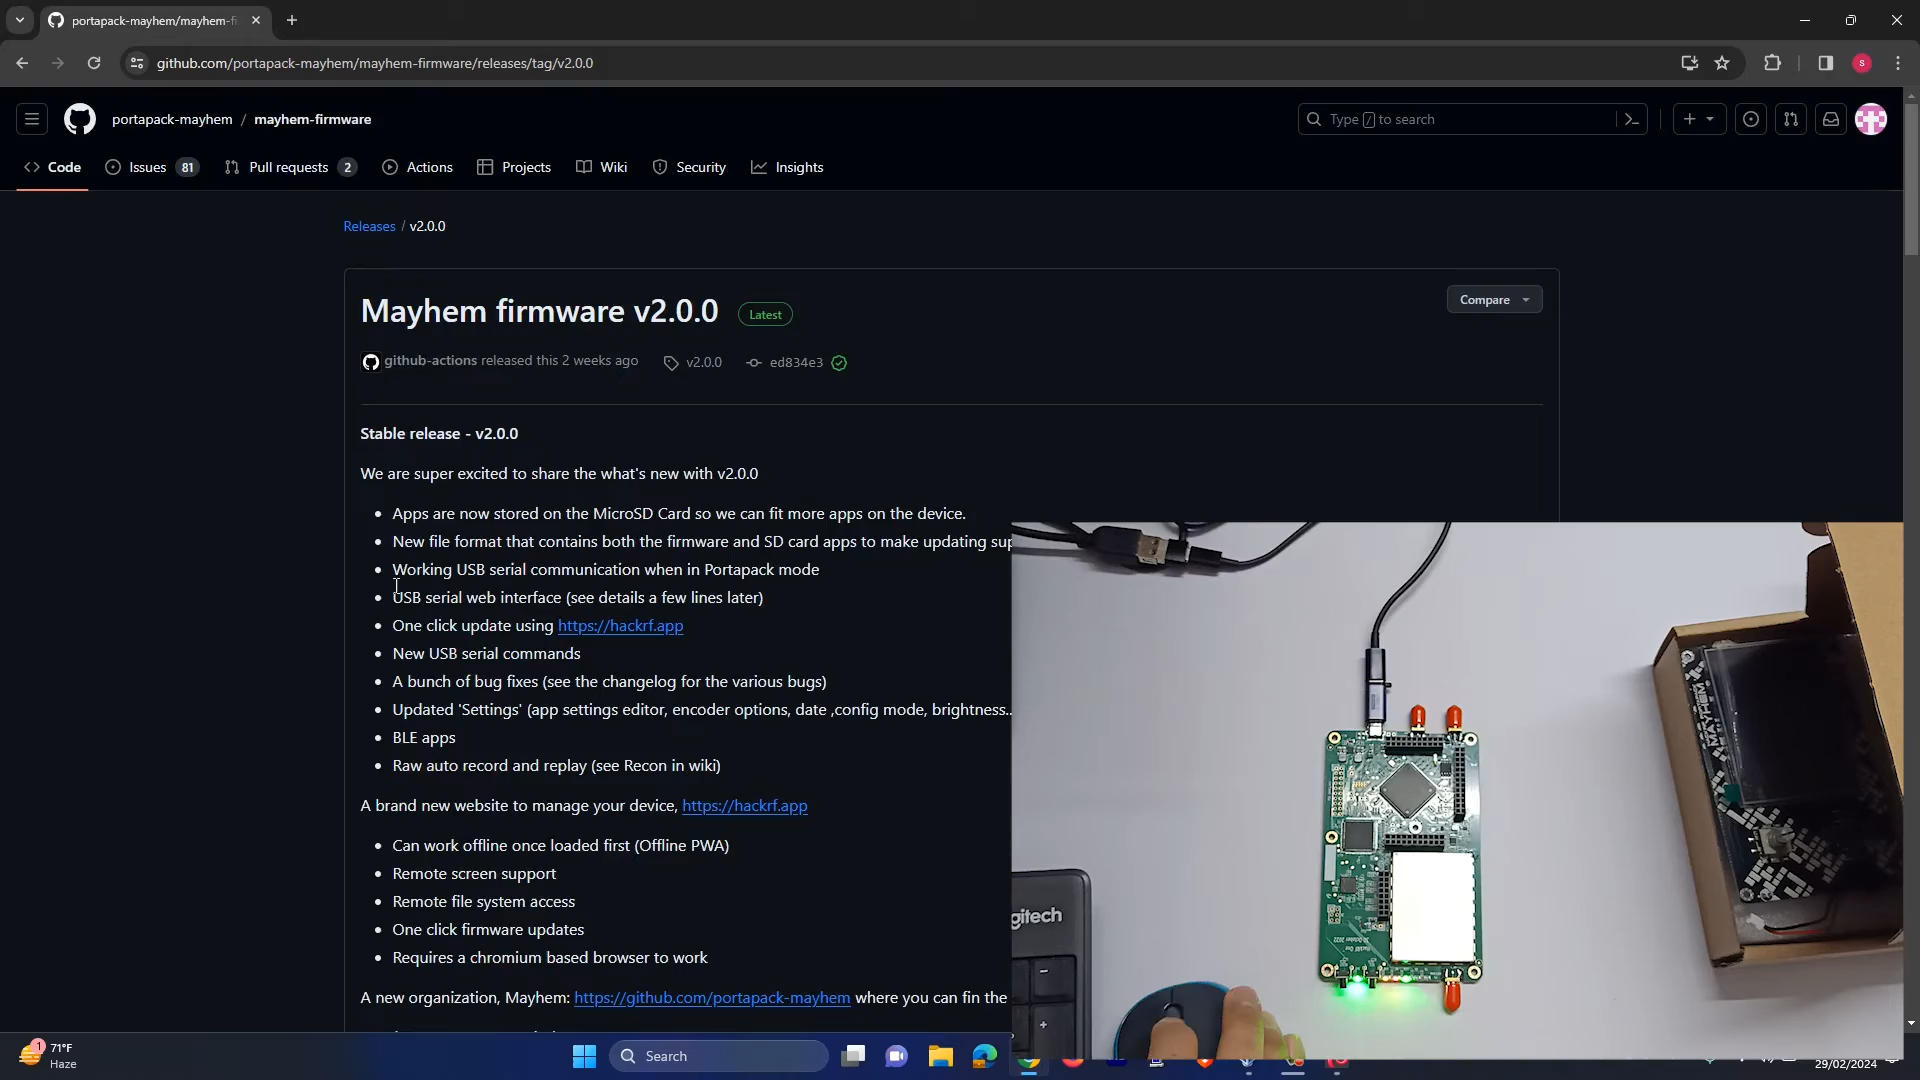 portapack-mayhem/mayhem-fi
github.com/portapack-mayhem/mayhem-firmware/releases/tag/v2.0.0
S
portapack-mayhem / mayhem-firmware
Type / to search
Code
Issues 81
Pull requests 2
Actions
Projects
Wiki
Security
Insights
Releases / v2.0.0
Mayhem firmware v2.0.0 Latest
Compare
github-actions released this 2 weeks ago v2.0.0 ed834e3
Stable release - v2.0.0
We are super excited to share the what's new with v2.0.0
Apps are now stored on the MicroSD Card so we can fit more apps on the device.
New file format that contains both the firmware and SD card apps to make updating sup
Working USB serial communication when in Portapack mode
USB serial web interface (see details a few lines later)
One click update using https://hackrf.app
New USB serial commands
A bunch of bug fixes (see the changelog for the various bugs)
Updated 'Settings' (app settings editor, encoder options, date ,config mode, brightness..
BLE apps
Raw auto record and replay (see Recon in wiki)
A brand new website to manage your device, https://hackrf.app
Can work offline once loaded first (Offline PWA)
Remote screen support
Remote file system access
One click firmware updates
Requires a chromium based browser to work
A new organization, Mayhem: https://github.com/portapack-mayhem where you can fin the
gitech
HackRF One
30 October 2022
MAYHEM
1
71°F
Haze
Search
29/02/2024